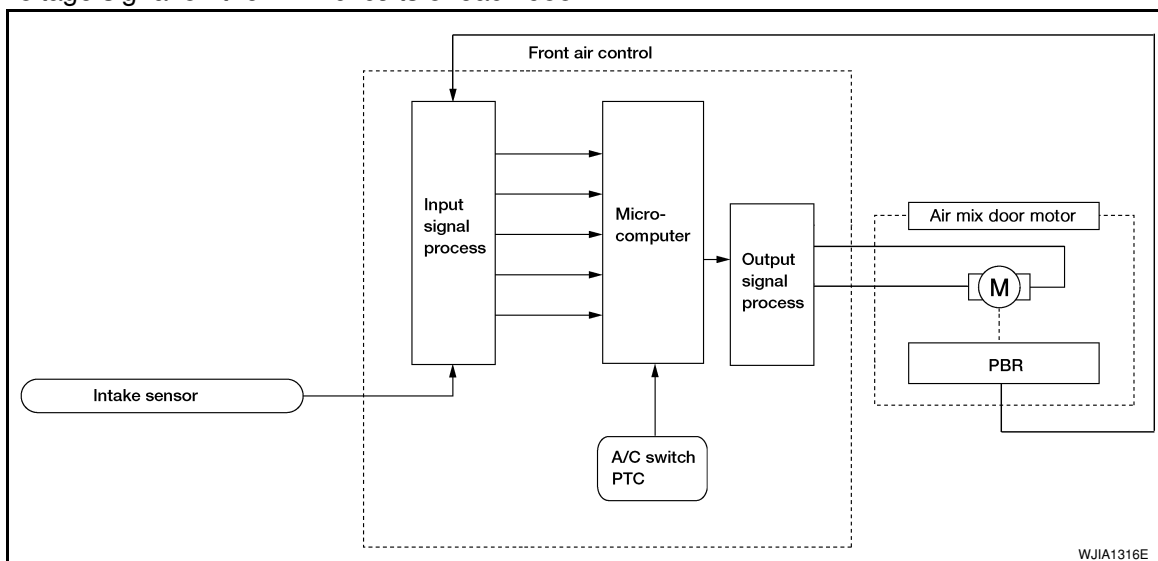 Front air control
Input
signal
process
Micro-
computer
Output
signal
process
Air mix door motor
M
PBR
Intake sensor
A/C switch
PTC
WJIA1316E